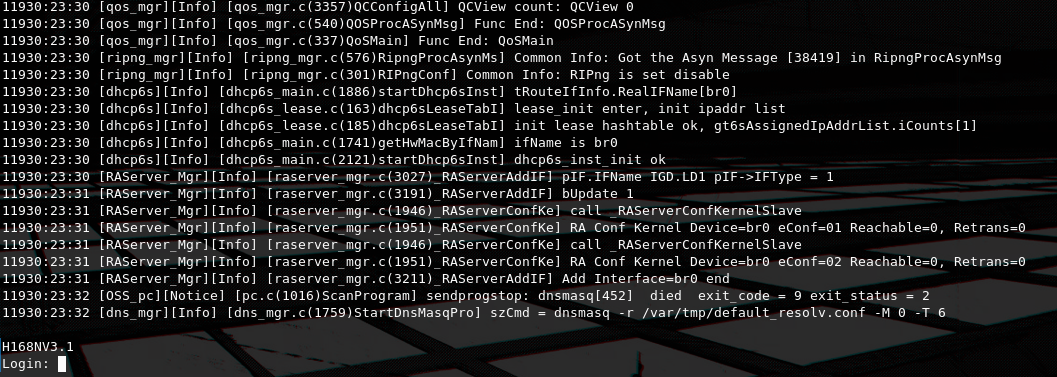 11930:23:30 [qos_mgr][Info] [qos_mgr.c(3357)QCConfigAll] QCView count: QCView 0
11930:23:30 [qos_mgr][Info] [qos_mgr.c(540)QOSProcASynMsg] Func End: QOSProcASynMsg
11930:23:30 [qos_mgr][Info] [qos_mgr.c(337)QoSMain] Func End: QoSMain
11930:23:30 [ripng_mgr][Info] [ripng_mgr.c(576)RipngProcAsynMs] Common Info: Got the Asyn Message [38419] in RipngProcAsynMsg
11930:23:30 [ripng_mgr][Info] [ripng_mgr.c(301)RIPngConf] Common Info: RIPng is set disable
11930:23:30 [dhcp6s][Info] [dhcp6s_main.c(1886)startDhcp6sInst] tRouteIfInfo.RealIFName[br0]
11930:23:30 [dhcp6s][Info] [dhcp6s_lease.c(163)dhcp6sLeaseTabI] lease_init enter, init ipaddr list
11930:23:30 [dhcp6s][Info] [dhcp6s_lease.c(185)dhcp6sLeaseTabI] init lease hashtable ok, gt6sAssignedIpAddrList.iCounts[1]
11930:23:30 [dhcp6s][Info] [dhcp6s_main.c(1741)getHwMacByIfNam] ifName is br0
11930:23:30 [dhcp6s][Info] [dhcp6s_main.c(2121)startDhcp6sInst] dhcp6s_inst_init ok
11930:23:30 [RAServer_Mgr][Info] [raserver_mgr.c(3027)_RAServerAddIF] pIF.IFName IGD.LD1 pIF->IFType = 1
11930:23:31 [RAServer_Mgr][Info] [raserver_mgr.c(3191)_RAServerAddIF] bUpdate 1
11930:23:31 [RAServer_Mgr][Info] [raserver_mgr.c(1946)_RAServerConfKe] call _RAServerConfKernelSlave
11930:23:31 [RAServer_Mgr][Info] [raserver_mgr.c(1951)_RAServerConfKe] RA Conf Kernel Device=br0 eConf=01 Reachable=0, Retrans=0
11930:23:31 [RAServer_Mgr][Info] [raserver_mgr.c(1946)_RAServerConfKe] call _RAServerConfKernelSlave
11930:23:31 [RAServer_Mgr][Info] [raserver_mgr.c(1951)_RAServerConfKe] RA Conf Kernel Device=br0 eConf=02 Reachable=0, Retrans=0
11930:23:31 [RAServer_Mgr][Info] [raserver_mgr.c(3211)_RAServerAddIF] Add Interface=br0 end
11930:23:32 [OSS_pc][Notice] [pc.c(1016)ScanProgram] sendprogstop: dnsmasq[452]  died  exit_code = 9 exit_status = 2
11930:23:32 [dns_mgr][Info] [dns_mgr.c(1759)StartDnsMasqPro] szCmd = dnsmasq -r /var/tmp/default_resolv.conf -M 0 -T 6
H168NV3.1
Login: